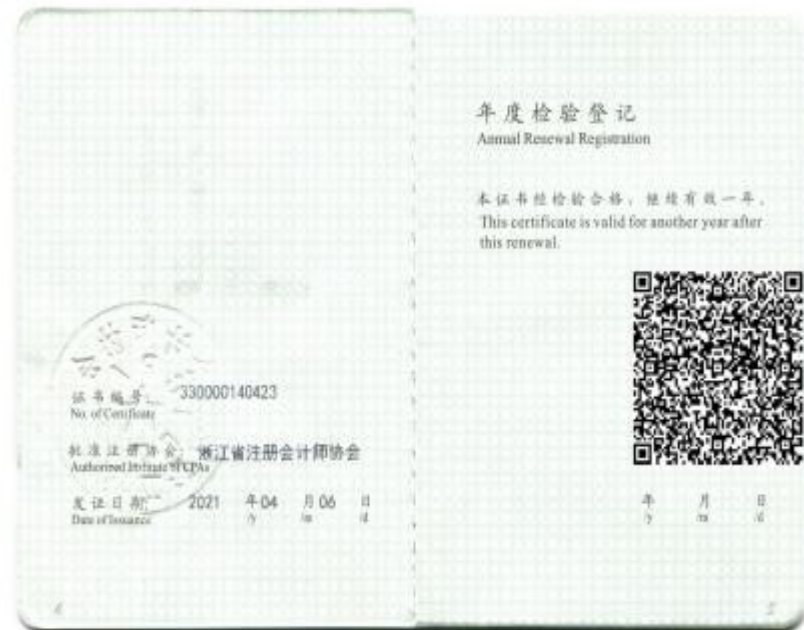 证书编号: 330000140423
No. of Certificate
批准注册协会: 浙江省注册会计师协会
Authorized Institute of CPAs
发证日期: 2021 年 04 月 06 日
Date of Issuance /y /m /d
4
年度检验登记
Annual Renewal Registration
本证书经检验合格,继续有效一年。
This certificate is valid for another year after
this renewal.
年 月 日
/y /m /d
5